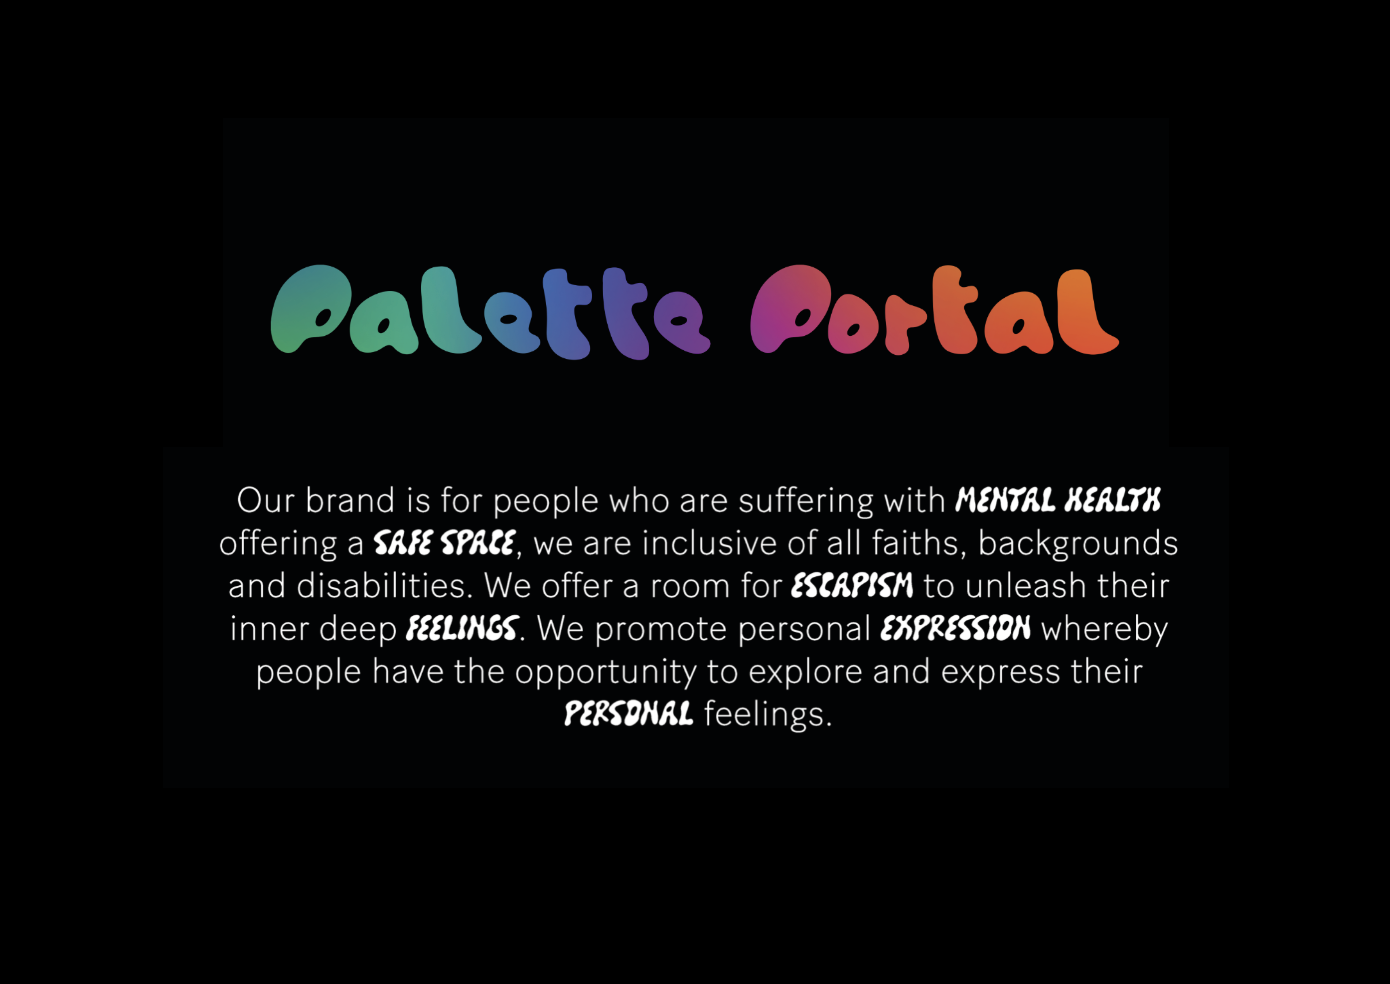 Palette Portal
Our brand is for people who are suffering with MENTAL HEALTH
offering a SAFE SPACE, we are inclusive of all faiths, backgrounds
and disabilities. We offer a room for ESCAPISM to unleash their
inner deep FEELINGS. We promote personal EXPRESSION whereby
people have the opportunity to explore and express their
PERSONAL feelings.